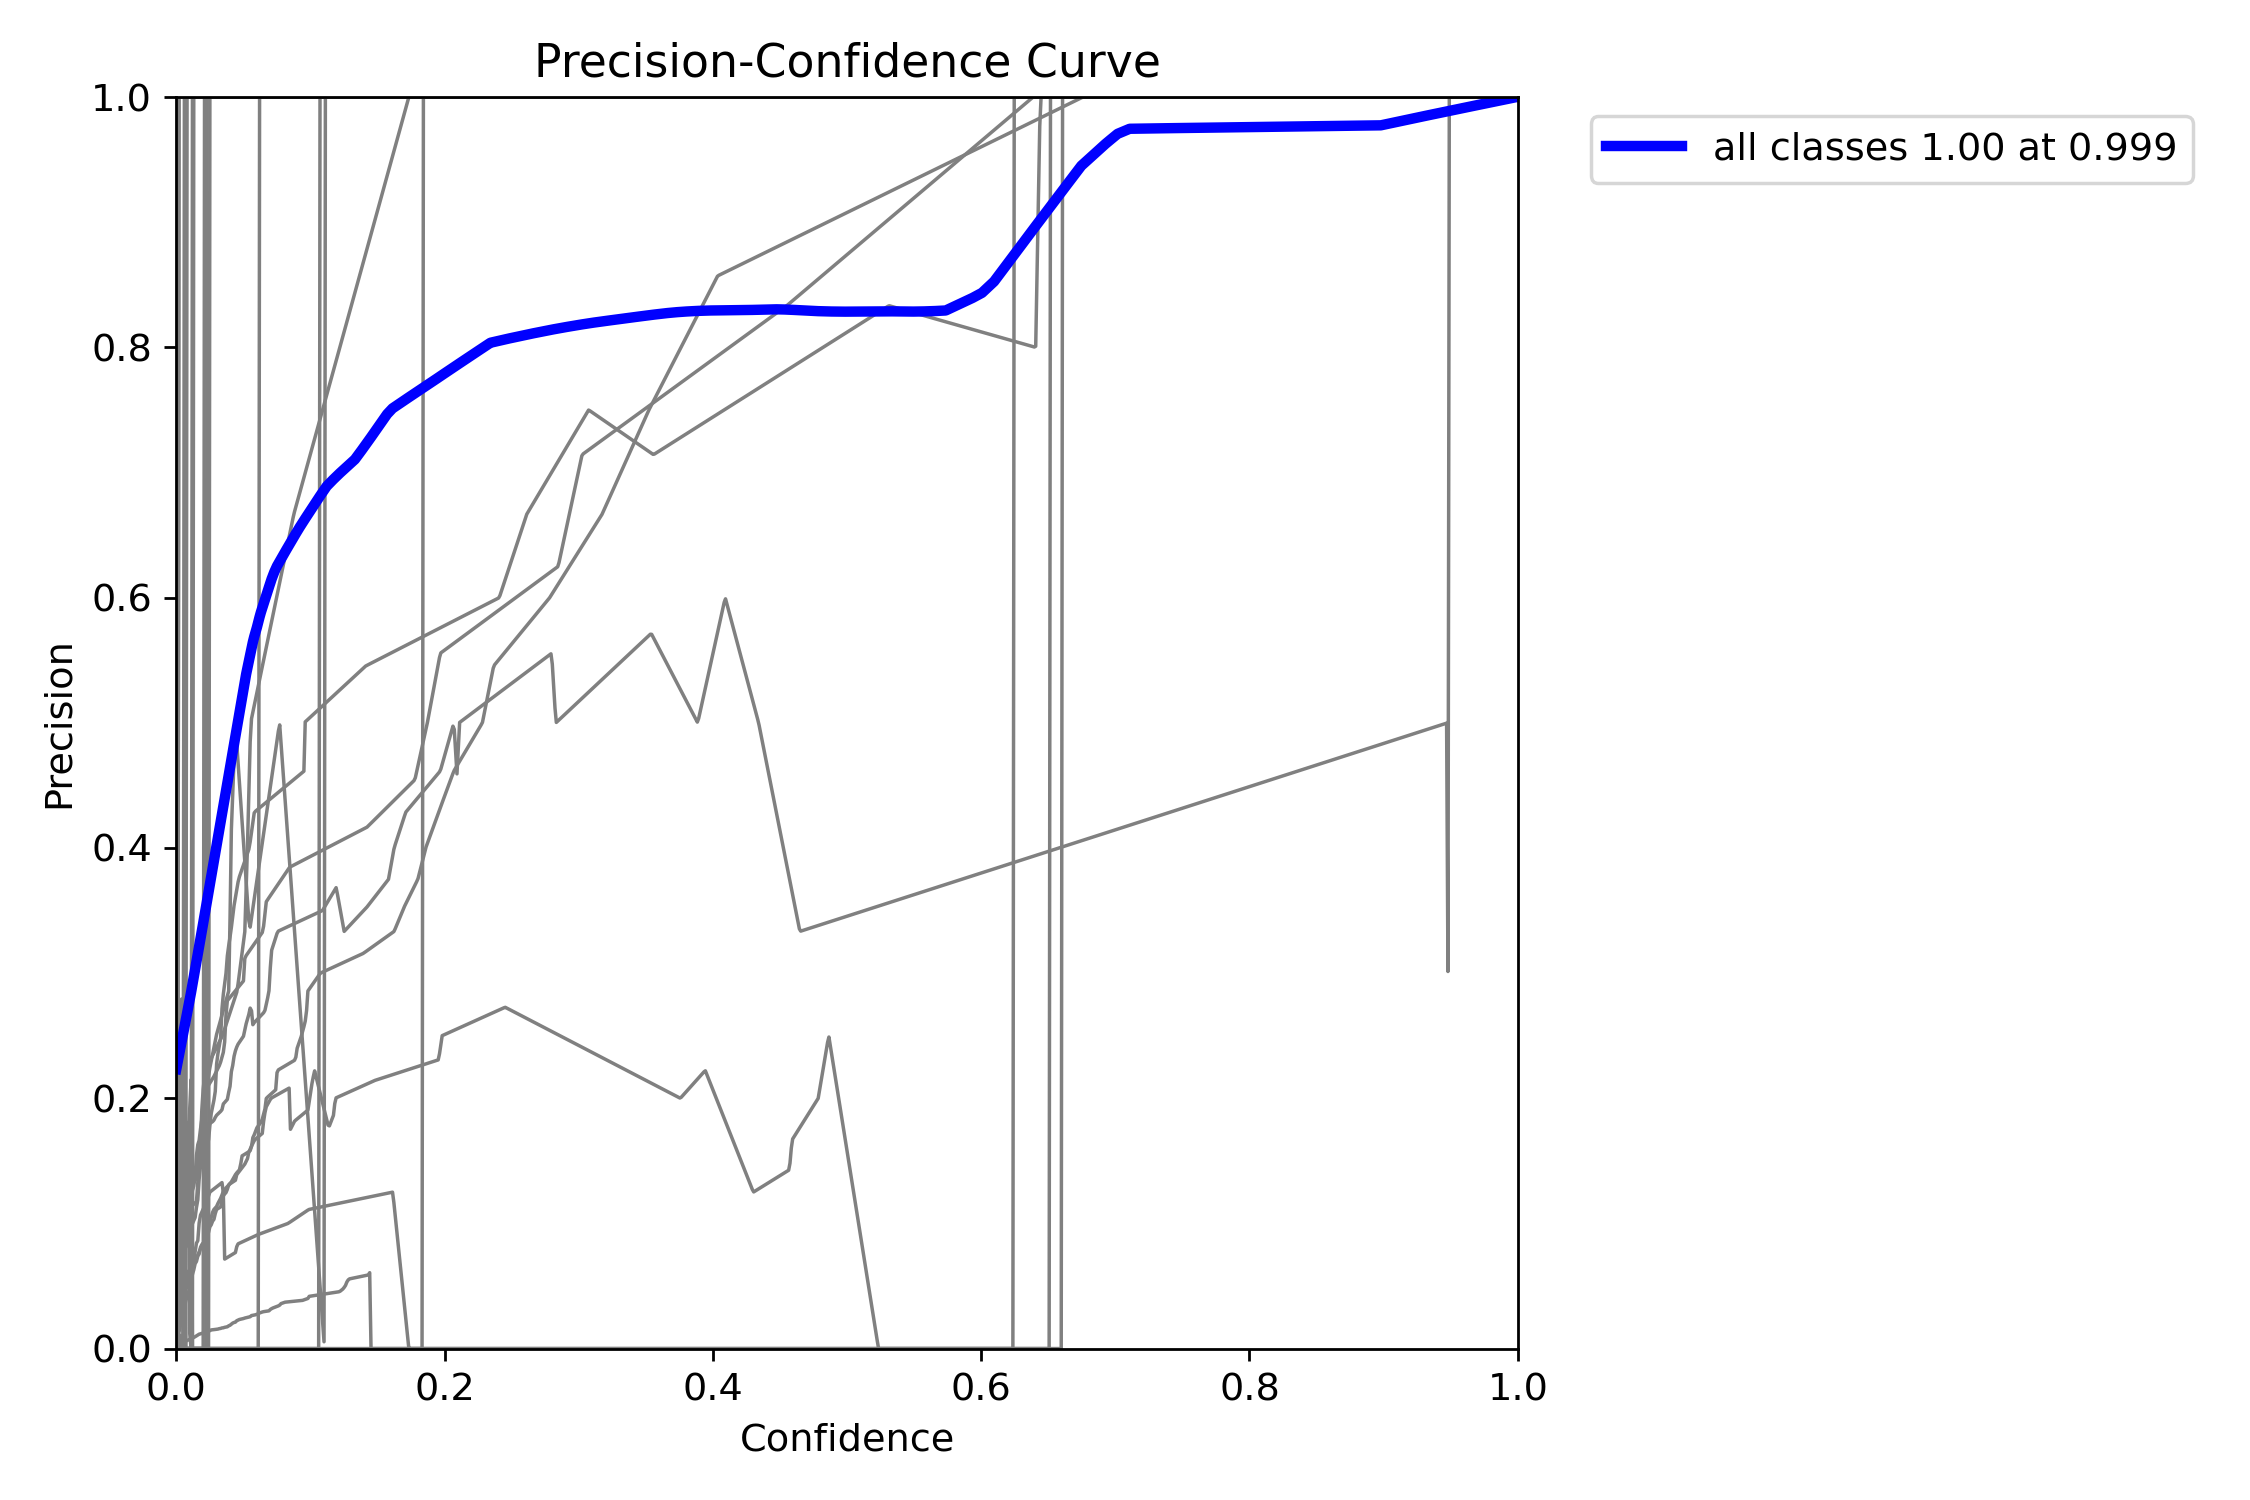 Precision-Confidence Curve
all classes 1.00 at 0.999
Precision
1.0
0.8
0.6
0.4
0.2
0.0
0.0 0.2 0.4 0.6 0.8 1.0
Confidence